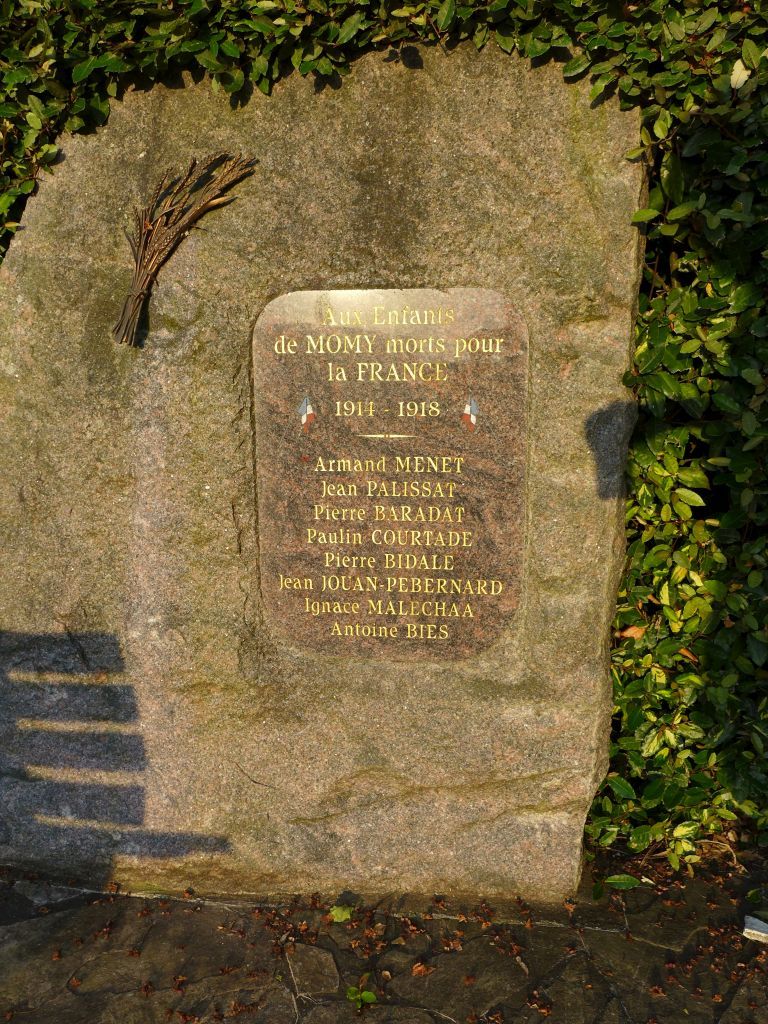 Aux Enfants
de MOMY morts pour
la FRANCE
1914 - 1918
Armand MENET
Jean PALISSAT
Pierre BARADAT
Paulin COURTADE
Pierre BIDALE
Jean JOUAN-PEBERNARD
Ignace MALECHAA
Antoine BIES